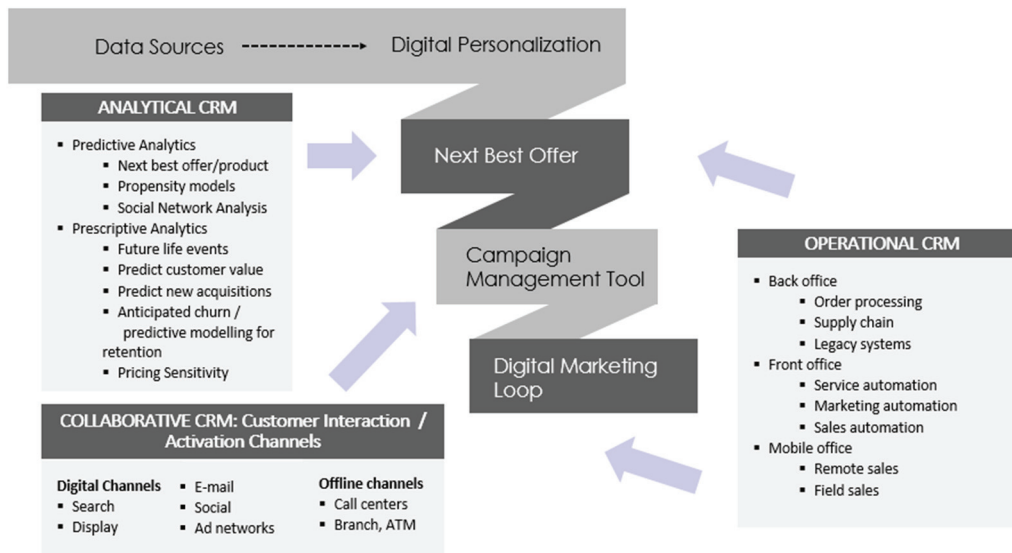 Data Sources
Digital Personalization
ANALYTICAL CRM
Predictive Analytics
Next best offer/product
Propensity models
Social Network Analysis
Prescriptive Analytics
Future life events
Predict customer value
Predict new acquisitions
Anticipated churn /
predictive modelling for
retention
Pricing Sensitivity
Next Best Offer
Campaign
Management Tool
Digital Marketing
Loop
OPERATIONAL CRM
Back office
Order processing
Supply chain
Legacy systems
Front office
Service automation
Marketing automation
Sales automation
Mobile office
Remote sales
Field sales
COLLABORATIVE CRM: Customer Interaction /
Activation Channels
Digital Channels
Search
Display
E-mail
Social
Ad networks
Offline channels
Call centers
Branch, ATM